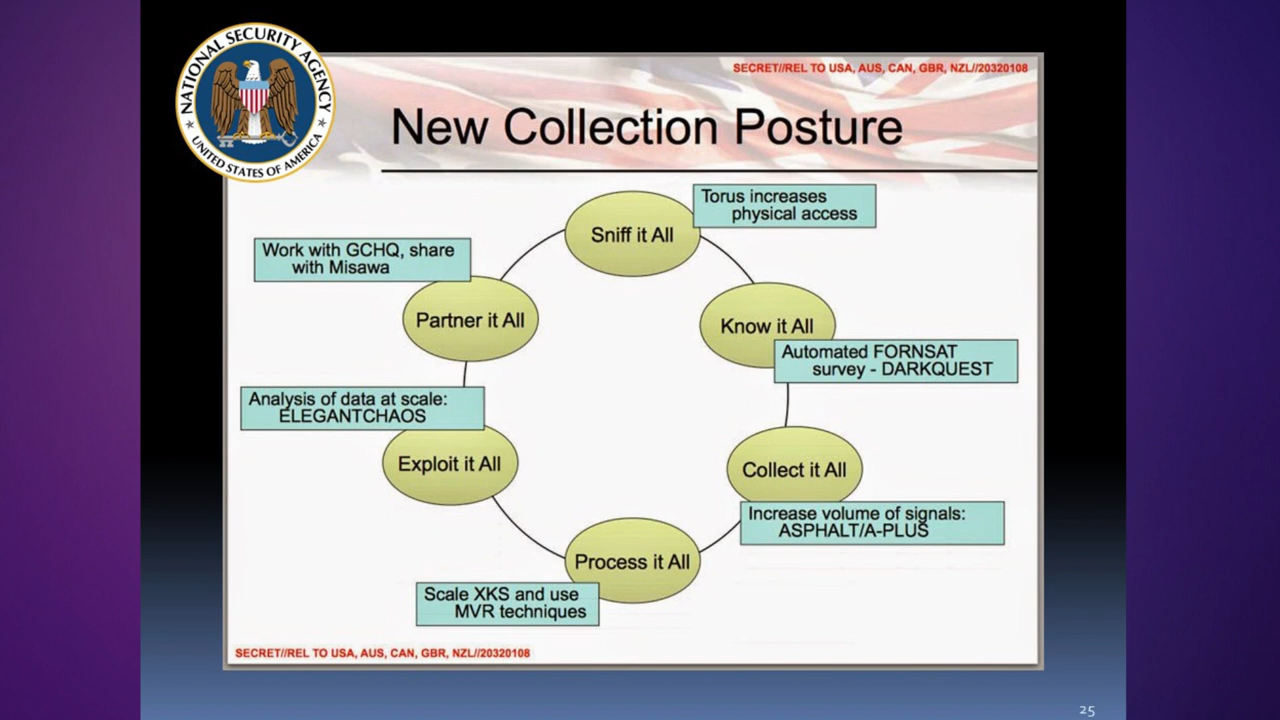 NATIONAL SECURITY AGENCY
UNITED STATES OF AMERICA
SECRET//REL TO USA, AUS, CAN, GBR, NZL//20320108
New Collection Posture
Sniff it All
Torus increases
physical access
Know it All
Automated FORNSAT
survey - DARKQUEST
Collect it All
Increase volume of signals:
ASPHALT/A-PLUS
Process it All
Scale XKS and use
MVR techniques
Exploit it All
Analysis of data at scale:
ELEGANTCHAOS
Partner it All
Work with GCHQ, share
with Misawa
SECRET//REL TO USA, AUS, CAN, GBR, NZL//20320108
25